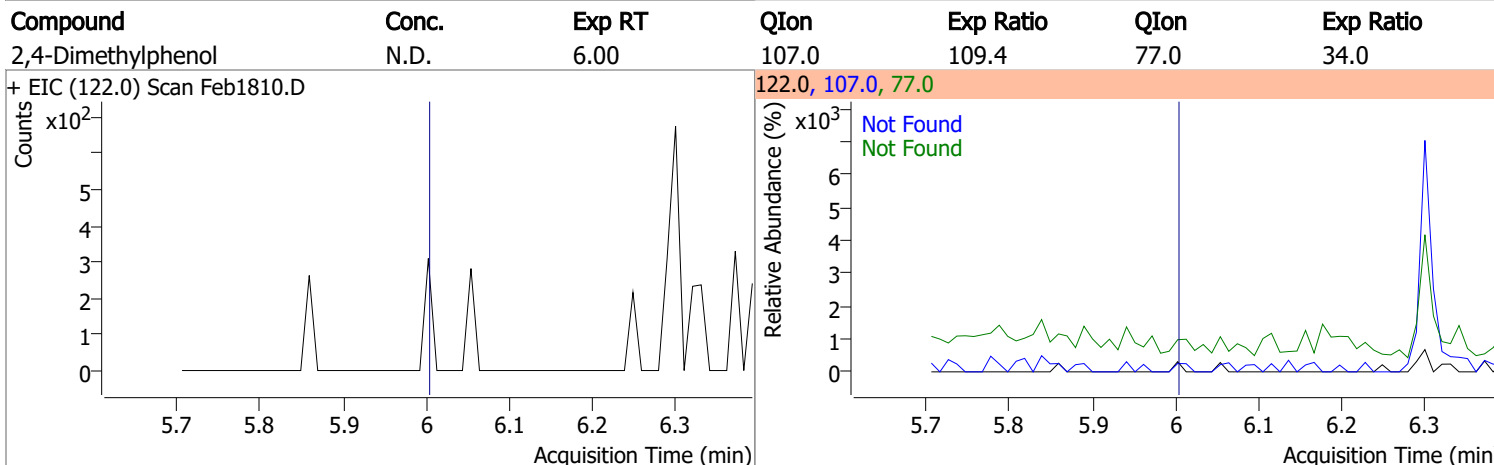 Compound Conc. Exp RT QIon Exp Ratio QIon Exp Ratio
2,4-Dimethylphenol N.D. 6.00 107.0 109.4 77.0 34.0
+ EIC (122.0) Scan Feb1810.D
Counts
x10²
5
4
3
2
1
0
5.7 5.8 5.9 6 6.1 6.2 6.3
Acquisition Time (min)
122.0, 107.0, 77.0
Relative Abundance (%)
x10³
Not Found
Not Found
6
5
4
3
2
1
0
5.7 5.8 5.9 6 6.1 6.2 6.3
Acquisition Time (min